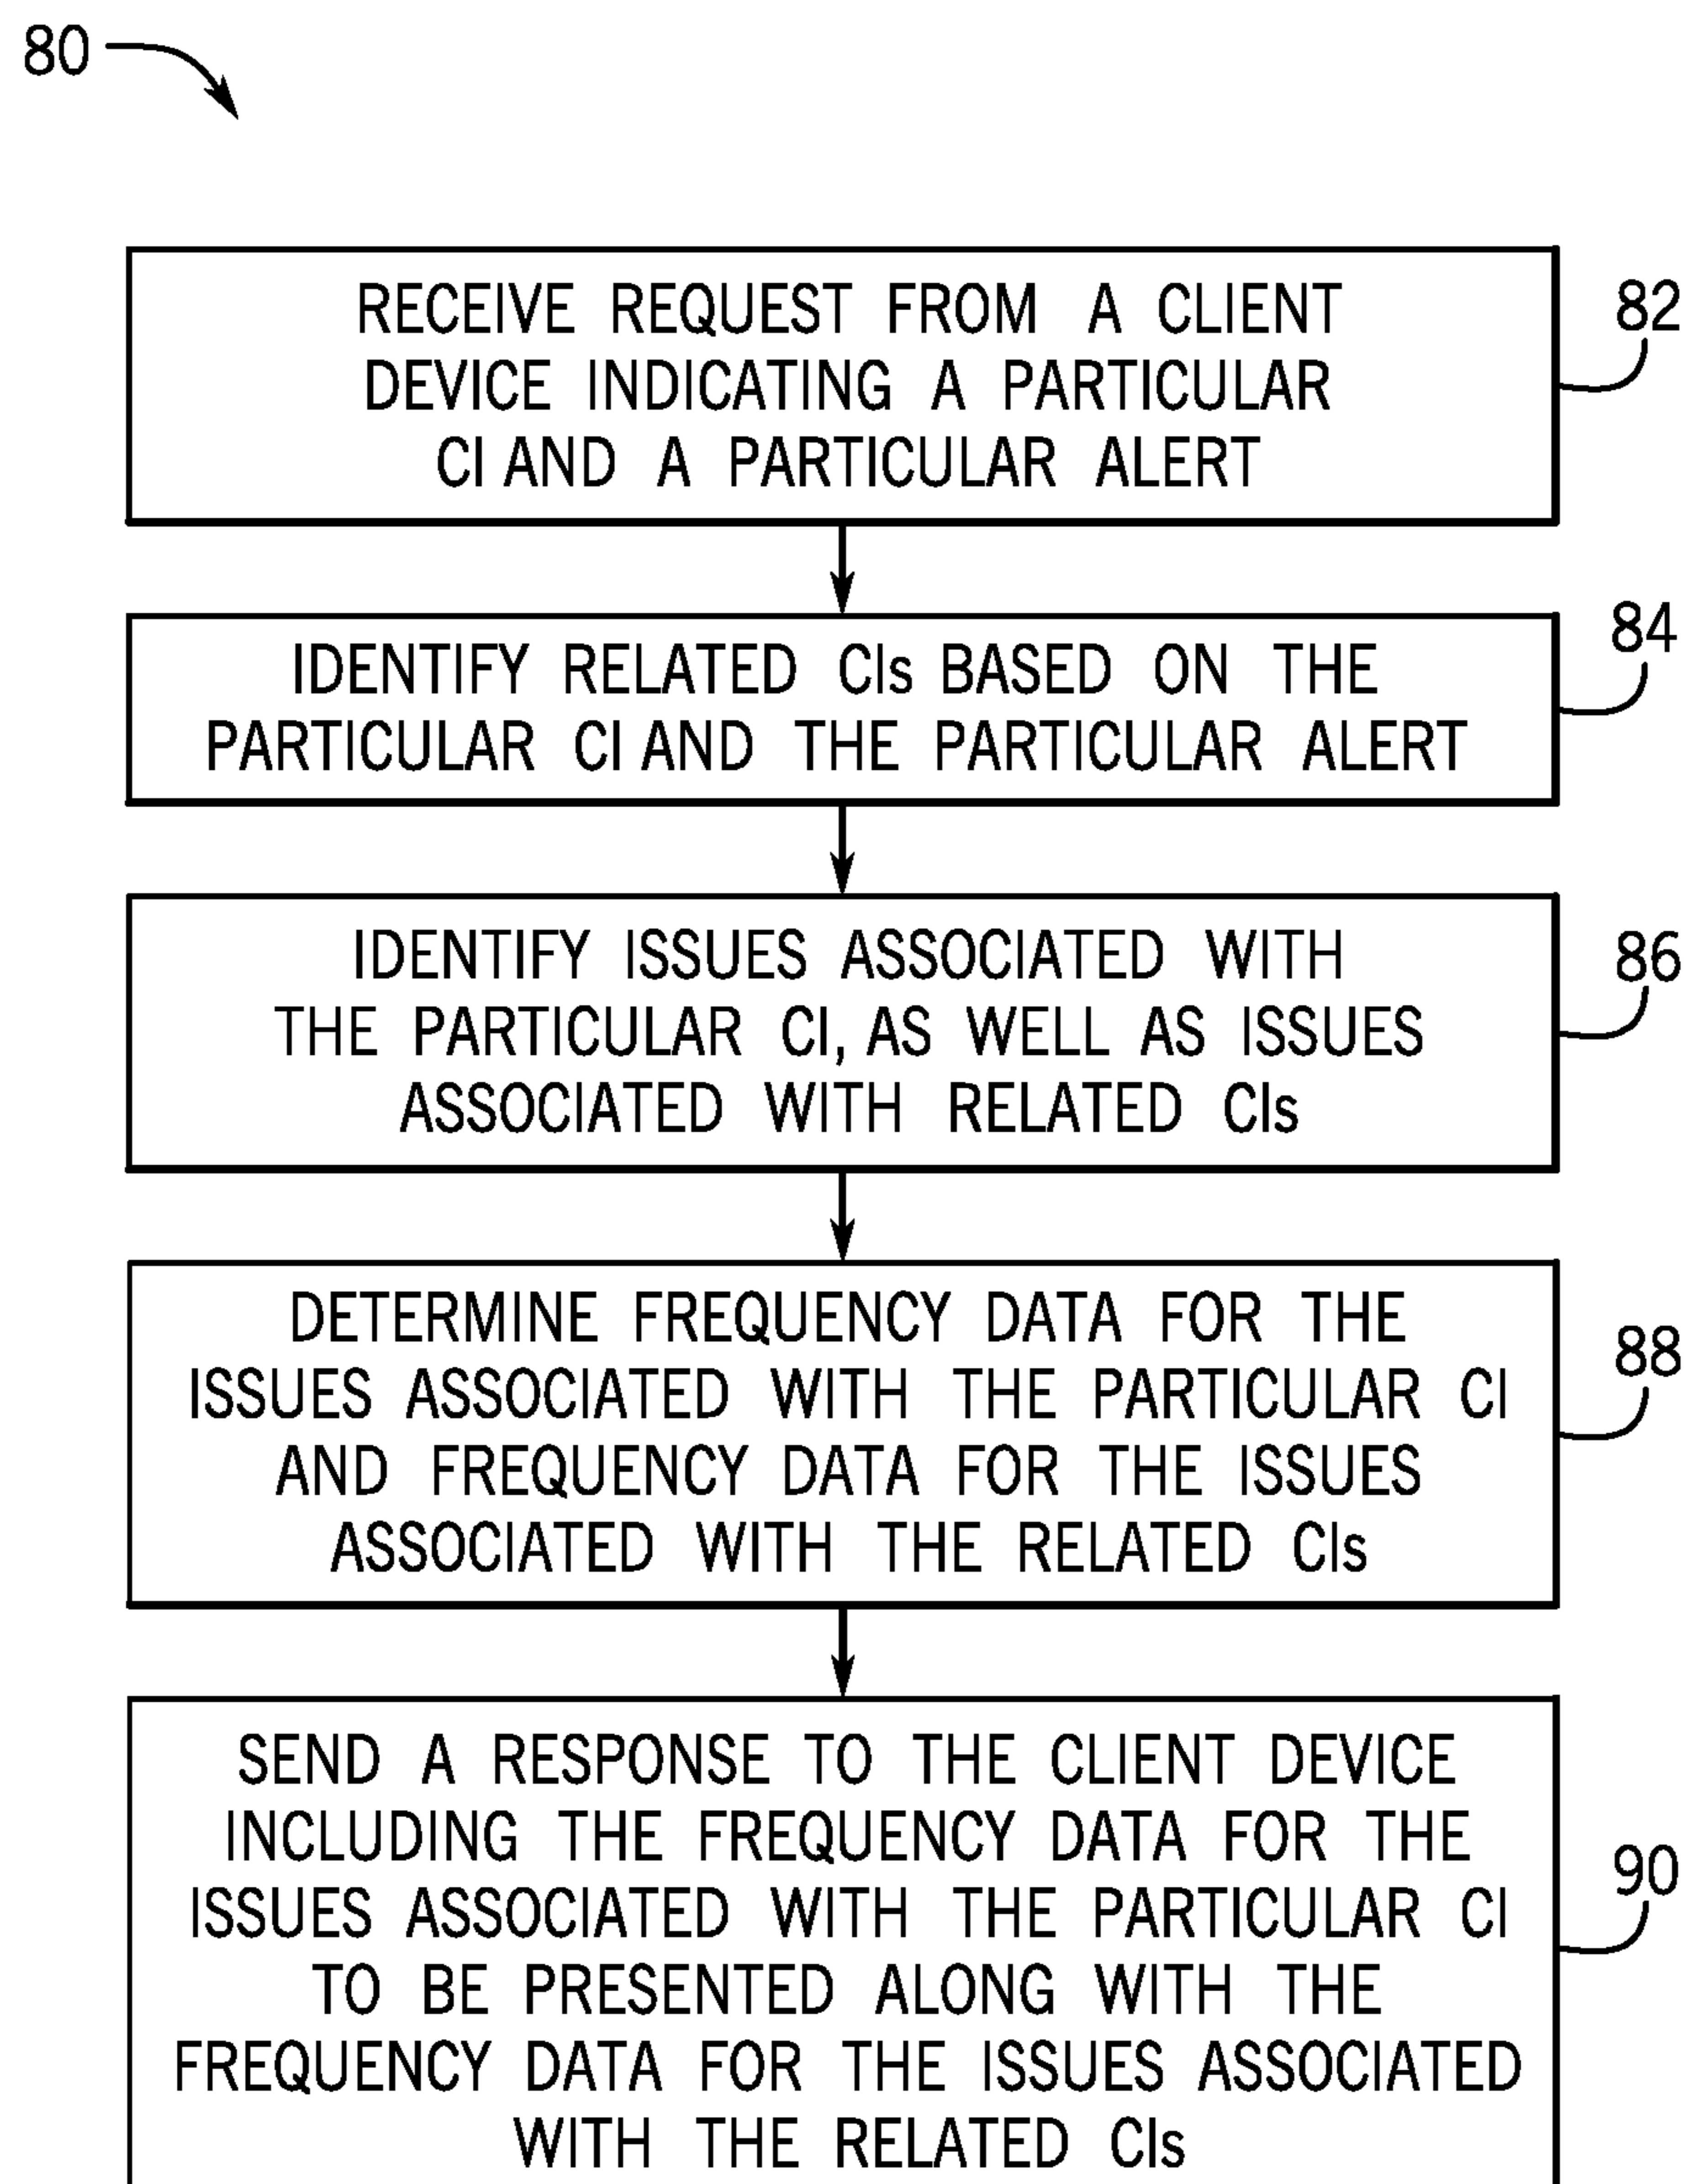 80
RECEIVE REQUEST FROM A CLIENT
DEVICE INDICATING A PARTICULAR
CI AND A PARTICULAR ALERT
82
IDENTIFY RELATED CIs BASED ON THE
PARTICULAR CI AND THE PARTICULAR ALERT
84
IDENTIFY ISSUES ASSOCIATED WITH
THE PARTICULAR CI, AS WELL AS ISSUES
ASSOCIATED WITH RELATED CIs
86
DETERMINE FREQUENCY DATA FOR THE
ISSUES ASSOCIATED WITH THE PARTICULAR CI
AND FREQUENCY DATA FOR THE ISSUES
ASSOCIATED WITH THE RELATED CIs
88
SEND A RESPONSE TO THE CLIENT DEVICE
INCLUDING THE FREQUENCY DATA FOR THE
ISSUES ASSOCIATED WITH THE PARTICULAR CI
TO BE PRESENTED ALONG WITH THE
FREQUENCY DATA FOR THE ISSUES ASSOCIATED
WITH THE RELATED CIs
90